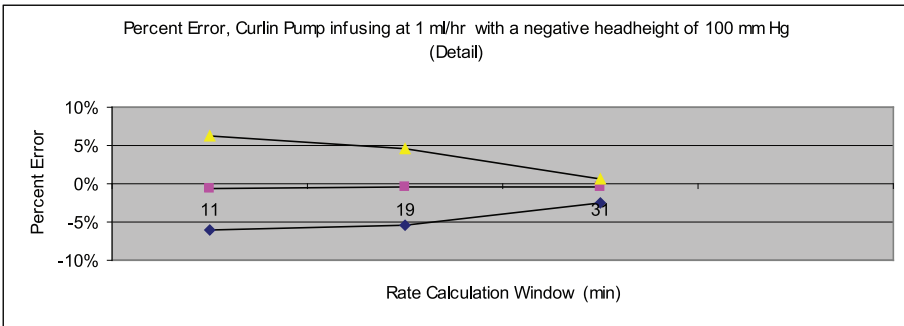 Percent Error, Curlin Pump infusing at 1 ml/hr with a negative headheight of 100 mm Hg
(Detail)
10%
5%
0%
-5%
-10%
Percent Error
11 19 31
Rate Calculation Window (min)